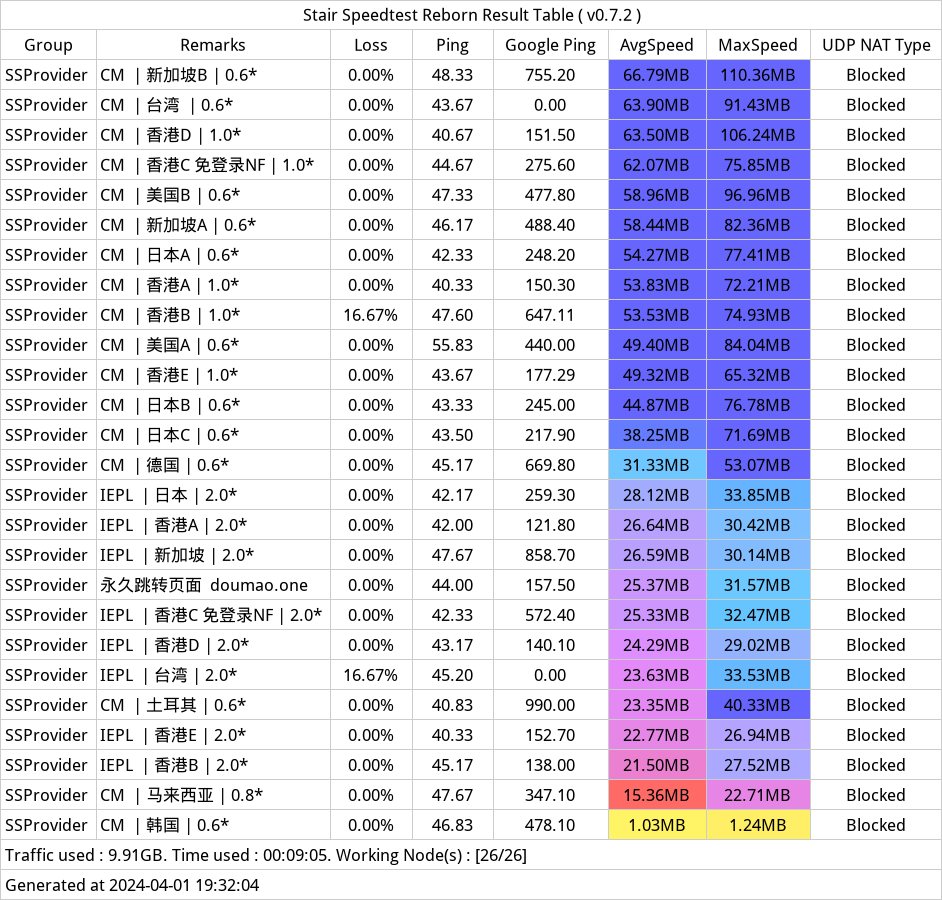 Stair Speedtest Reborn Result Table ( v0.7.2 )
Group Remarks Loss Ping Google Ping AvgSpeed MaxSpeed UDP NAT Type
SSProvider CM | 新加坡B | 0.6* 0.00% 48.33 755.20 66.79MB 110.36MB Blocked
SSProvider CM | 台湾 | 0.6* 0.00% 43.67 0.00 63.90MB 91.43MB Blocked
SSProvider CM | 香港D | 1.0* 0.00% 40.67 151.50 63.50MB 106.24MB Blocked
SSProvider CM | 香港C 免登录NF | 1.0* 0.00% 44.67 275.60 62.07MB 75.85MB Blocked
SSProvider CM | 美国B | 0.6* 0.00% 47.33 477.80 58.96MB 96.96MB Blocked
SSProvider CM | 新加坡A | 0.6* 0.00% 46.17 488.40 58.44MB 82.36MB Blocked
SSProvider CM | 日本A | 0.6* 0.00% 42.33 248.20 54.27MB 77.41MB Blocked
SSProvider CM | 香港A | 1.0* 0.00% 40.33 150.30 53.83MB 72.21MB Blocked
SSProvider CM | 香港B | 1.0* 16.67% 47.60 647.11 53.53MB 74.93MB Blocked
SSProvider CM | 美国A | 0.6* 0.00% 55.83 440.00 49.40MB 84.04MB Blocked
SSProvider CM | 香港E | 1.0* 0.00% 43.67 177.29 49.32MB 65.32MB Blocked
SSProvider CM | 日本B | 0.6* 0.00% 43.33 245.00 44.87MB 76.78MB Blocked
SSProvider CM | 日本C | 0.6* 0.00% 43.50 217.90 38.25MB 71.69MB Blocked
SSProvider CM | 德国 | 0.6* 0.00% 45.17 669.80 31.33MB 53.07MB Blocked
SSProvider IEPL | 日本 | 2.0* 0.00% 42.17 259.30 28.12MB 33.85MB Blocked
SSProvider IEPL | 香港A | 2.0* 0.00% 42.00 121.80 26.64MB 30.42MB Blocked
SSProvider IEPL | 新加坡 | 2.0* 0.00% 47.67 858.70 26.59MB 30.14MB Blocked
SSProvider 永久跳转页面 doumao.one 0.00% 44.00 157.50 25.37MB 31.57MB Blocked
SSProvider IEPL | 香港C 免登录NF | 2.0* 0.00% 42.33 572.40 25.33MB 32.47MB Blocked
SSProvider IEPL | 香港D | 2.0* 0.00% 43.17 140.10 24.29MB 29.02MB Blocked
SSProvider IEPL | 台湾 | 2.0* 16.67% 45.20 0.00 23.63MB 33.53MB Blocked
SSProvider CM | 土耳其 | 0.6* 0.00% 40.83 990.00 23.35MB 40.33MB Blocked
SSProvider IEPL | 香港E | 2.0* 0.00% 40.33 152.70 22.77MB 26.94MB Blocked
SSProvider IEPL | 香港B | 2.0* 0.00% 45.17 138.00 21.50MB 27.52MB Blocked
SSProvider CM | 马来西亚 | 0.8* 0.00% 47.67 347.10 15.36MB 22.71MB Blocked
SSProvider CM | 韩国 | 0.6* 0.00% 46.83 478.10 1.03MB 1.24MB Blocked
Traffic used : 9.91GB. Time used : 00:09:05. Working Node(s) : [26/26]
Generated at 2024-04-01 19:32:04